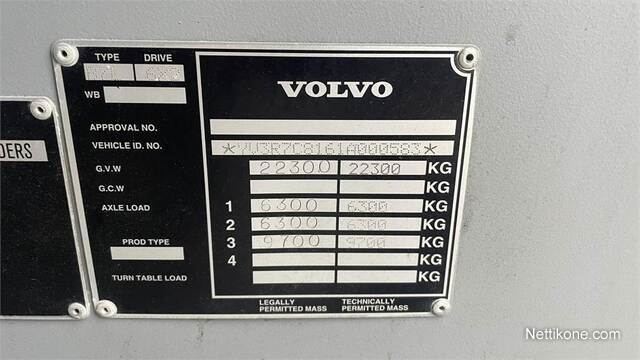 TYPE DRIVE
VOLVO
WB
DERS
APPROVAL NO.
VEHICLE ID. NO. *YV3R7C8161A000583*
G.V.W 22300 22300 KG
G.C.W KG
AXLE LOAD 1 6300 6300 KG
2 6300 6300 KG
3 9700 9700 KG
PROD TYPE
4 KG
TURN TABLE LOAD KG
LEGALLY PERMITTED MASS
TECHNICALLY PERMITTED MASS
Nettikone.com